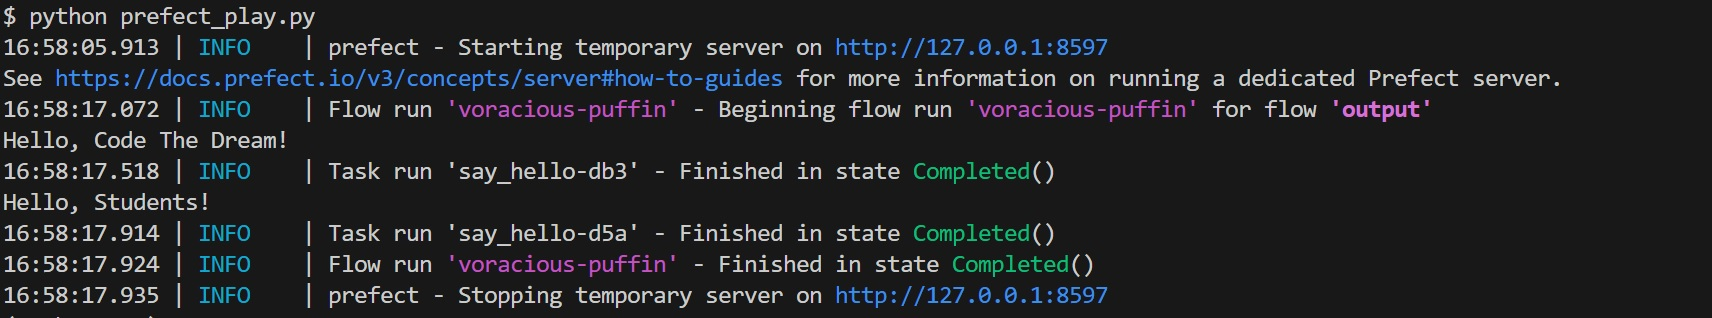 $ python prefect_play.py
16:58:05.913 | INFO    | prefect - Starting temporary server on http://127.0.0.1:8597
See https://docs.prefect.io/v3/concepts/server#how-to-guides for more information on running a dedicated Prefect server.
16:58:17.072 | INFO    | Flow run 'voracious-puffin' - Beginning flow run 'voracious-puffin' for flow 'output'
Hello, Code The Dream!
16:58:17.518 | INFO    | Task run 'say_hello-db3' - Finished in state Completed()
Hello, Students!
16:58:17.914 | INFO    | Task run 'say_hello-d5a' - Finished in state Completed()
16:58:17.924 | INFO    | Flow run 'voracious-puffin' - Finished in state Completed()
16:58:17.935 | INFO    | prefect - Stopping temporary server on http://127.0.0.1:8597